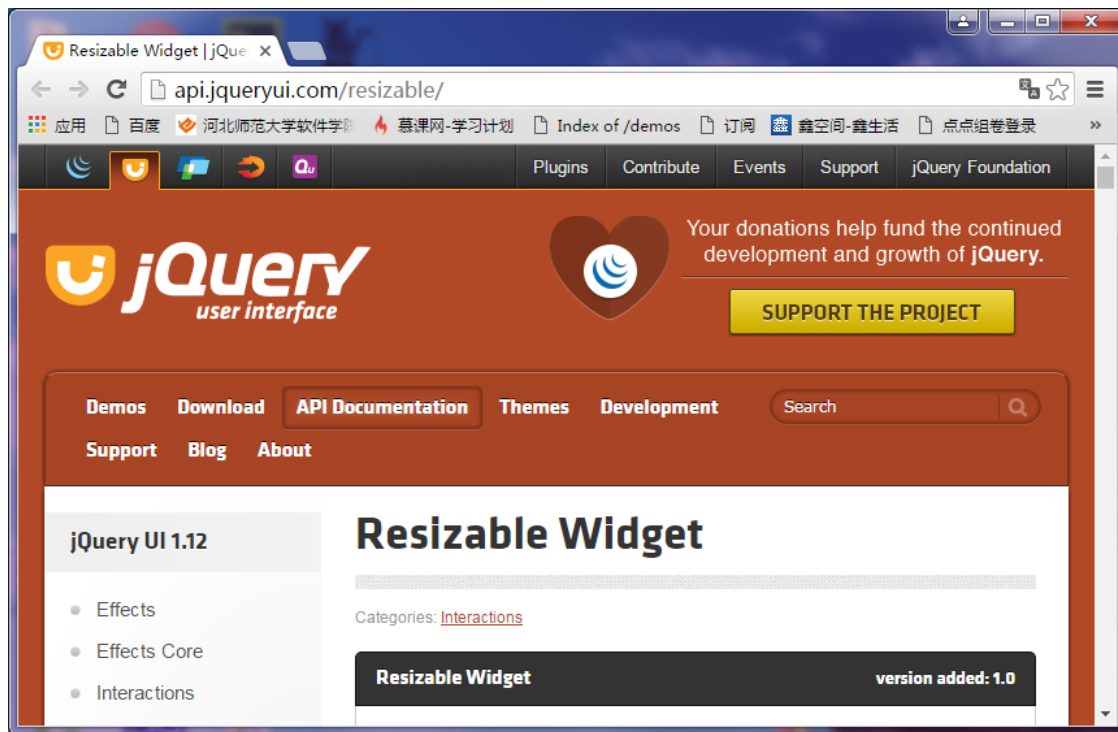 Resizable Widget | jQue
api.jqueryui.com/resizable/
应用 百度 河北师范大学软件学院 慕课网-学习计划 Index of /demos 订阅 鑫 鑫空间-鑫生活 点点组卷登录 »
Qu Plugins Contribute Events Support jQuery Foundation
Your donations help fund the continued
development and growth of jQuery.
jQuery
user interface
SUPPORT THE PROJECT
Demos Download API Documentation Themes Development Search
Support Blog About
jQuery UI 1.12
Resizable Widget
Effects
Categories: Interactions
Effects Core
Resizable Widget version added: 1.0
Interactions